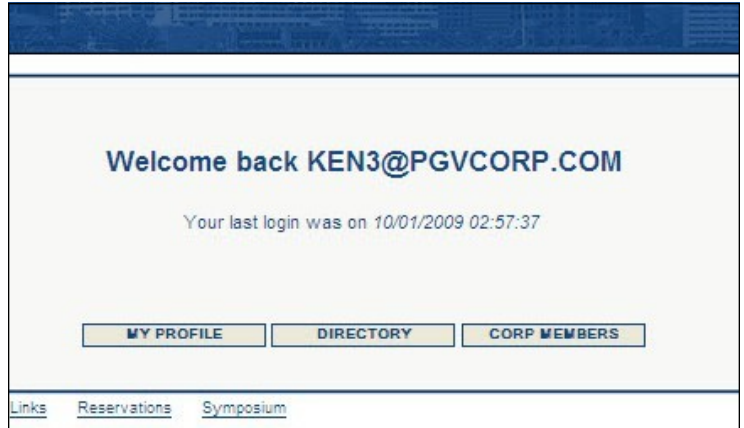 Welcome back KEN3@PGVCORP.COM
Your last login was on 10/01/2009 02:57:37
MY PROFILE DIRECTORY CORP MEMBERS
Links Reservations Symposium